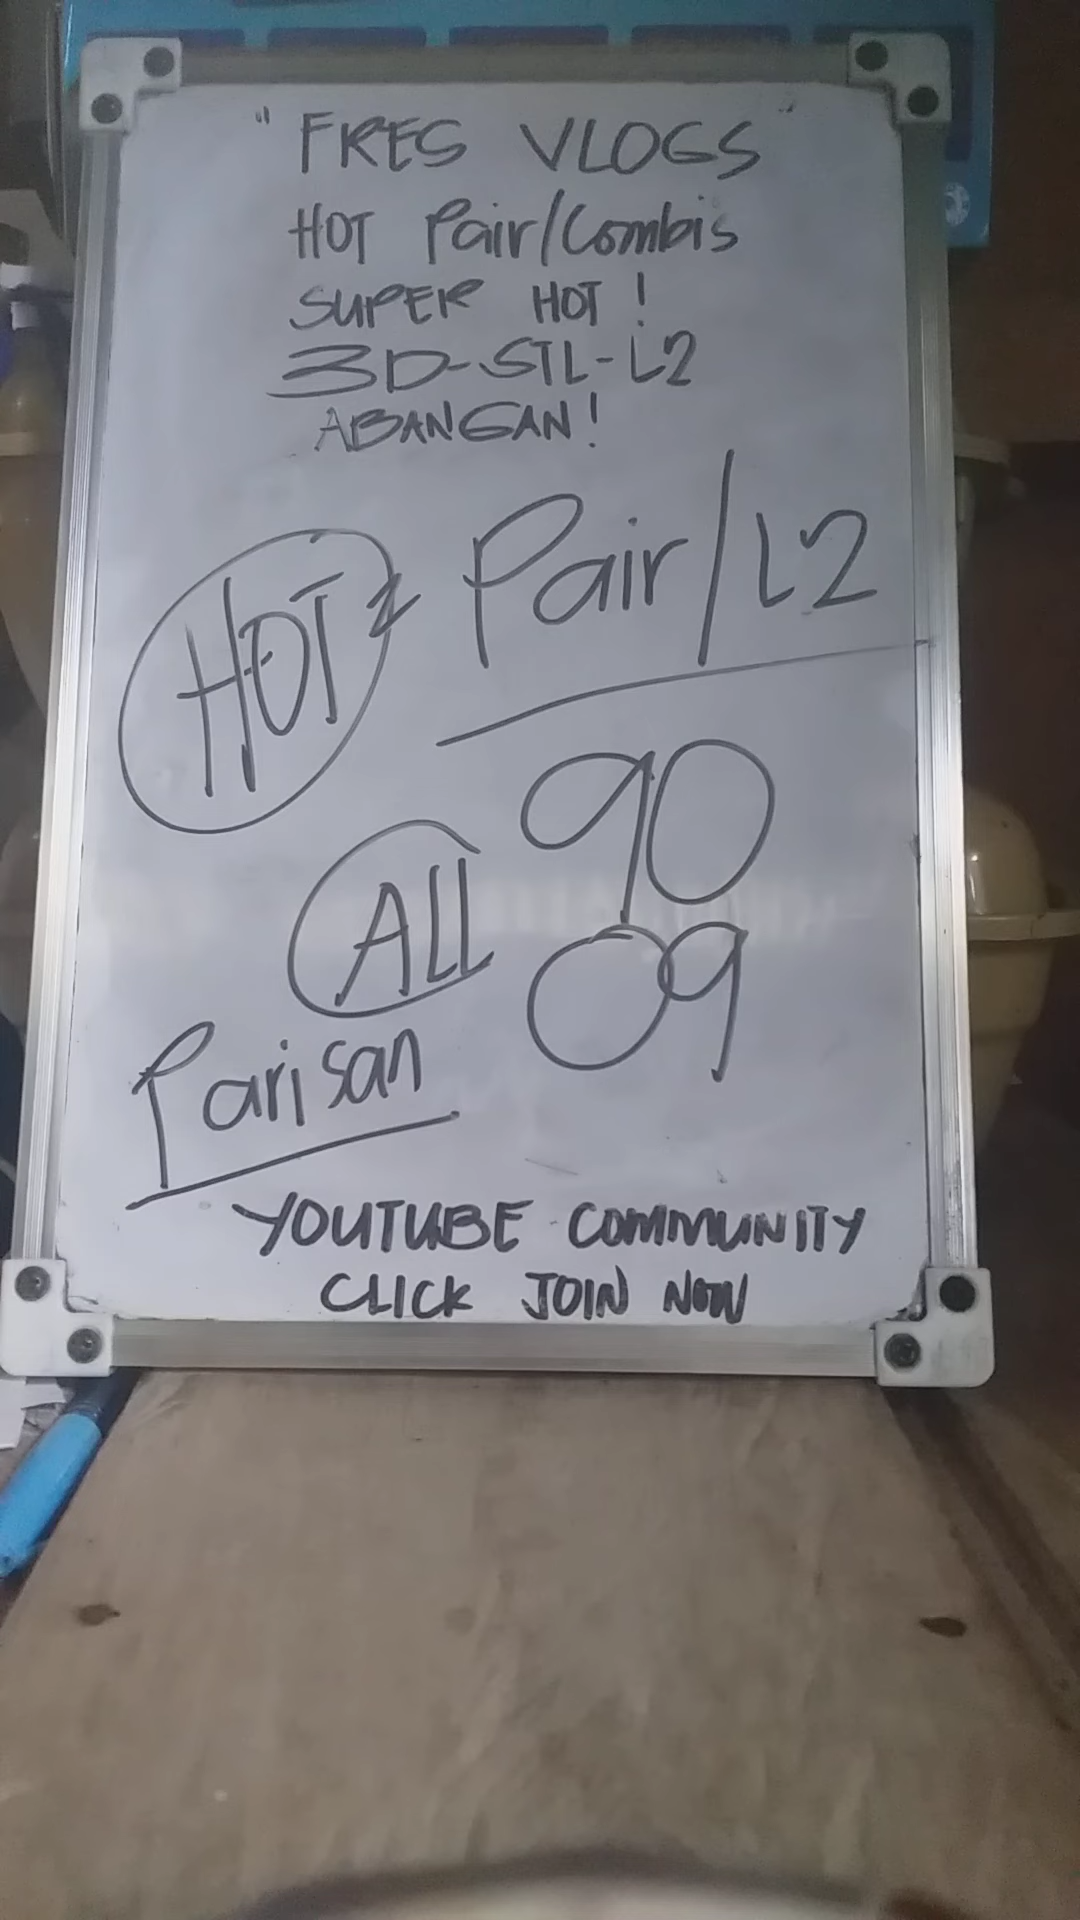 "FRES VLOGS"
HOT Pair/Combis
SUPER HOT!
3D-STL-L2
ABANGAN!
HOT Pair/L2
90
ALL
09
Parisan
YOUTUBE COMMUNITY
CLICK JOIN NOW